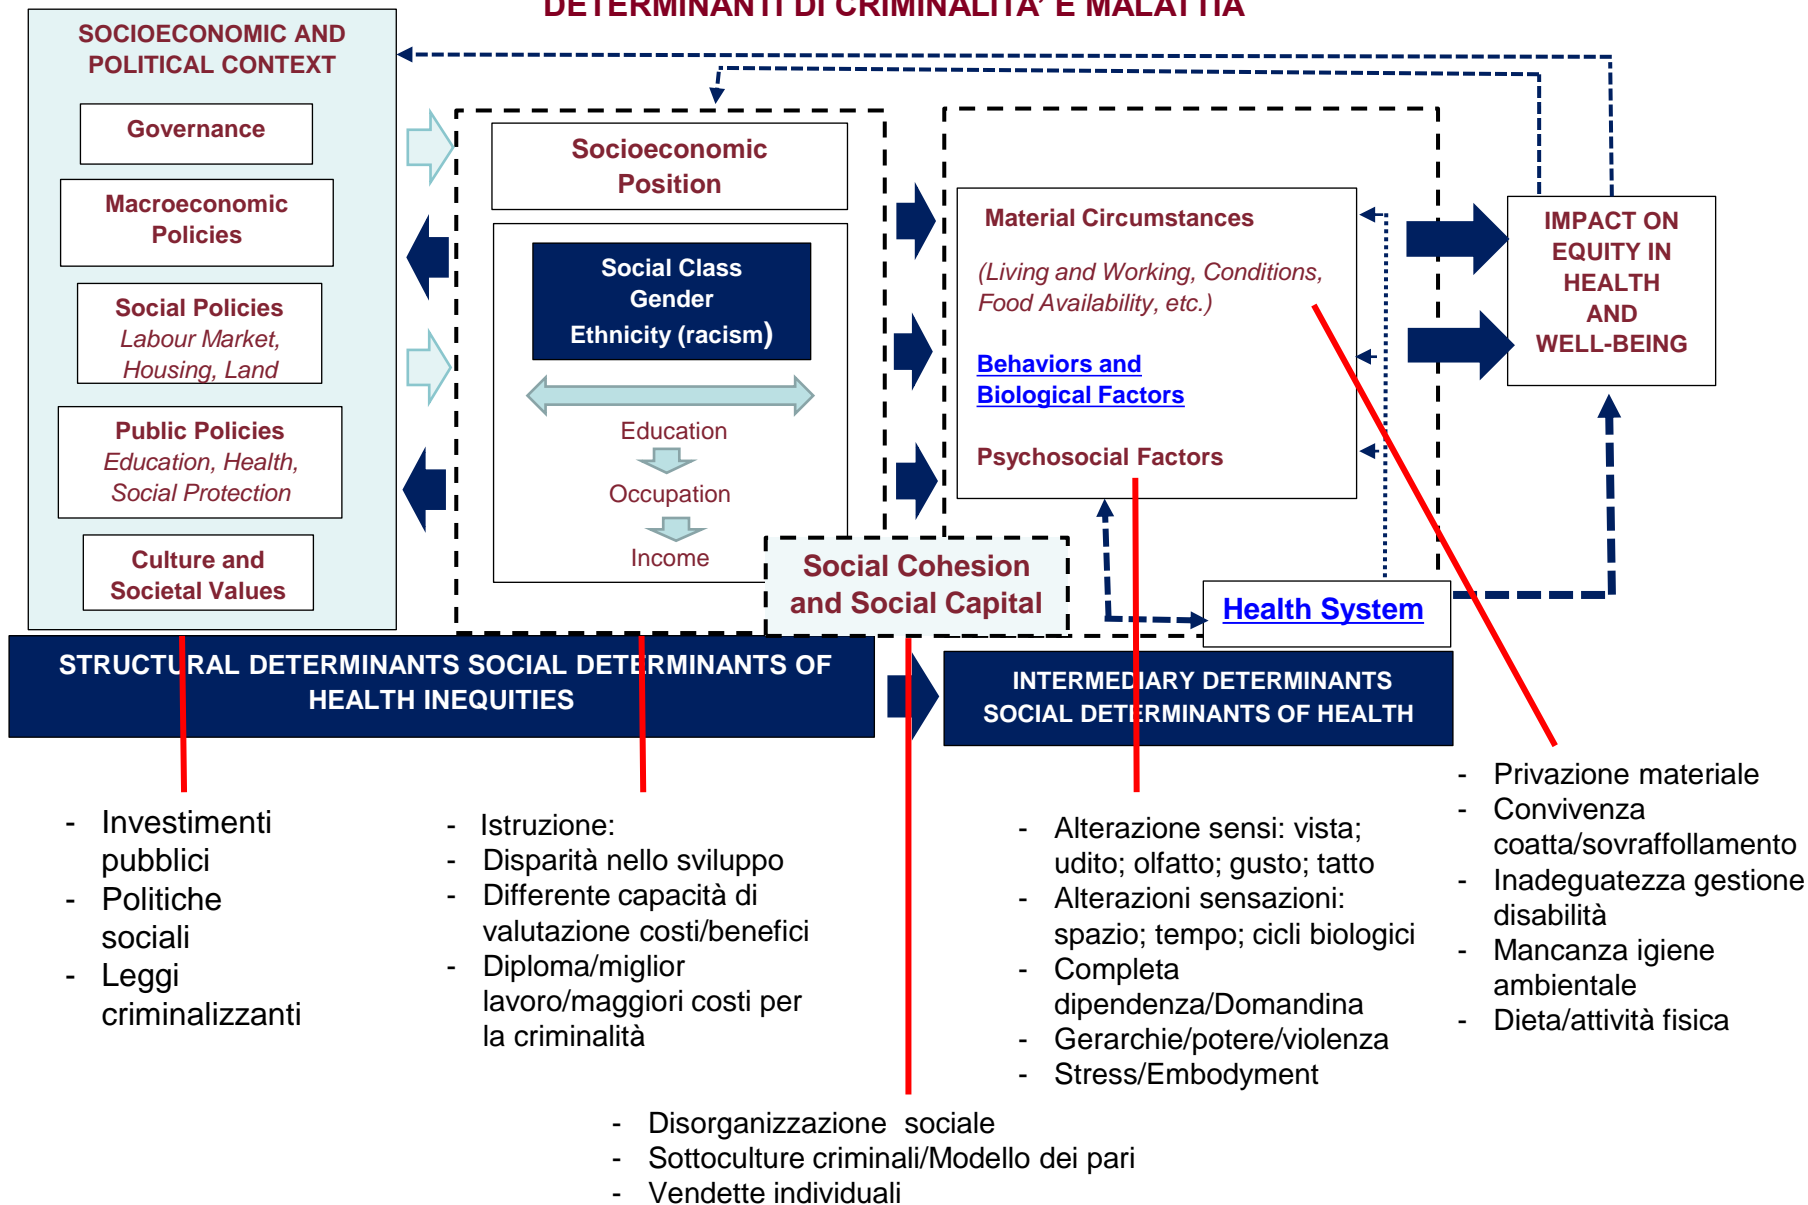 DETERMINANTI DI CRIMINALITA’ E MALATTIA
SOCIOECONOMIC AND
POLITICAL CONTEXT
Governance
Macroeconomic
Policies
Social Policies
Labour Market,
Housing, Land
Public Policies
Education, Health,
Social Protection
Culture and
Societal Values
Socioeconomic
Position
Social Class
Gender
Ethnicity (racism)
Education
Occupation
Income
Social Cohesion
and Social Capital
Material Circumstances
(Living and Working, Conditions,
Food Availability, etc.)
Behaviors and
Biological Factors
Psychosocial Factors
Health System
IMPACT ON
EQUITY IN
HEALTH
AND
WELL-BEING
STRUCTURAL DETERMINANTS SOCIAL DETERMINANTS OF
HEALTH INEQUITIES
INTERMEDIARY DETERMINANTS
SOCIAL DETERMINANTS OF HEALTH
- Investimenti
pubblici
- Politiche
sociali
- Leggi
criminalizzanti
- Istruzione:
- Disparità nello sviluppo
- Differente capacità di
valutazione costi/benefici
- Diploma/miglior
lavoro/maggiori costi per
la criminalità
- Disorganizzazione sociale
- Sottoculture criminali/Modello dei pari
- Vendette individuali
- Alterazione sensi: vista;
udito; olfatto; gusto; tatto
- Alterazioni sensazioni:
spazio; tempo; cicli biologici
- Completa
dipendenza/Domandina
- Gerarchie/potere/violenza
- Stress/Embodyment
- Privazione materiale
- Convivenza
coatta/sovraffollamento
- Inadeguatezza gestione
disabilità
- Mancanza igiene
ambientale
- Dieta/attività fisica